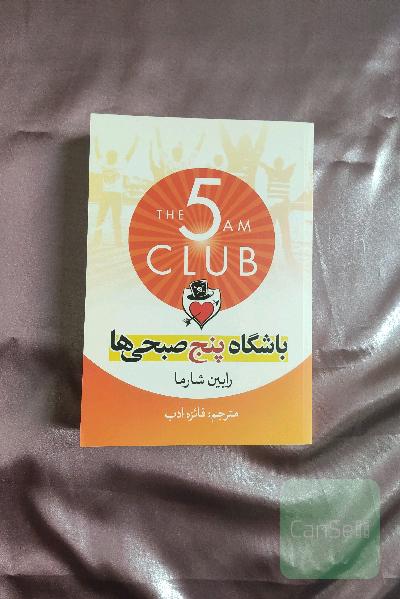 THE 5 AM
CLUB
باشگاه پنج صبحی‌ها
رابین شارما
مترجم: فائزه ادب
CanSell